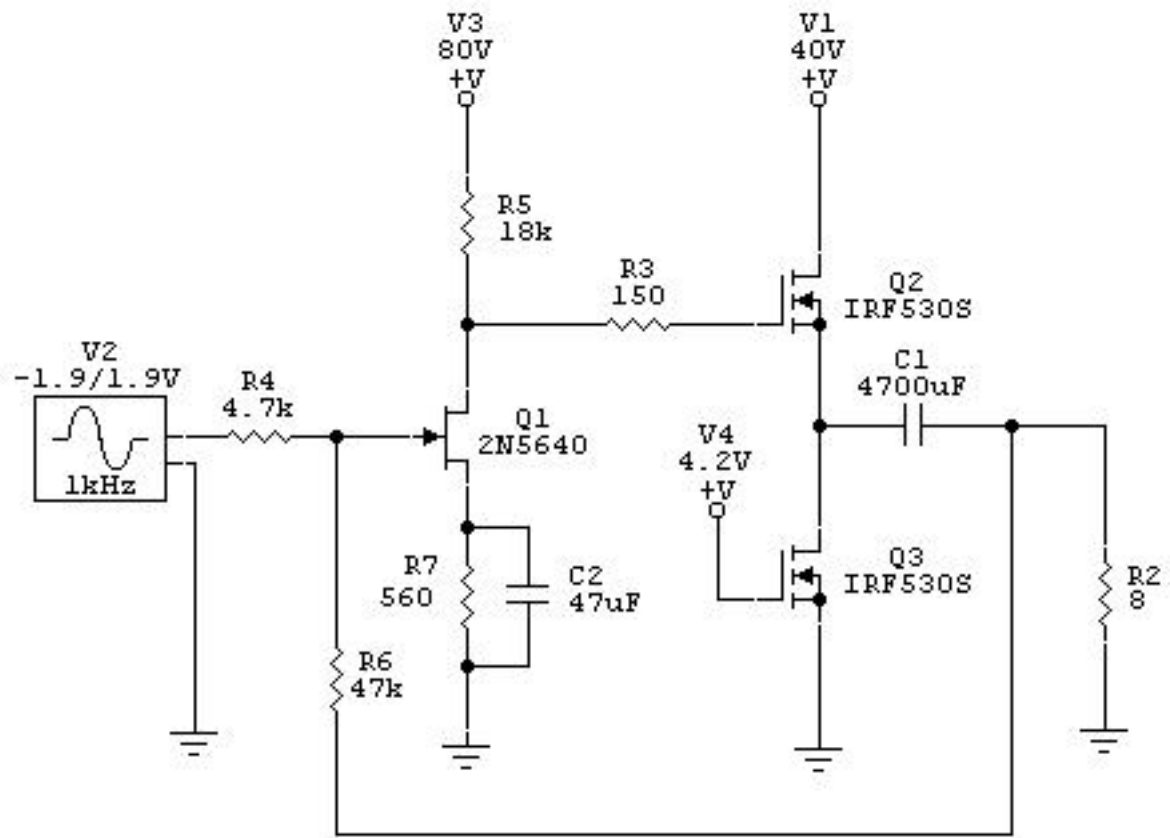 V3
80V
+V
V1
40V
+V
R5
18k
R3
150
Q2
IRF530S
V2
-1.9/1.9V
1kHz
R4
4.7k
Q1
2N5640
C1
4700uF
V4
4.2V
+V
R7
560
C2
47uF
Q3
IRF530S
R2
8
R6
47k